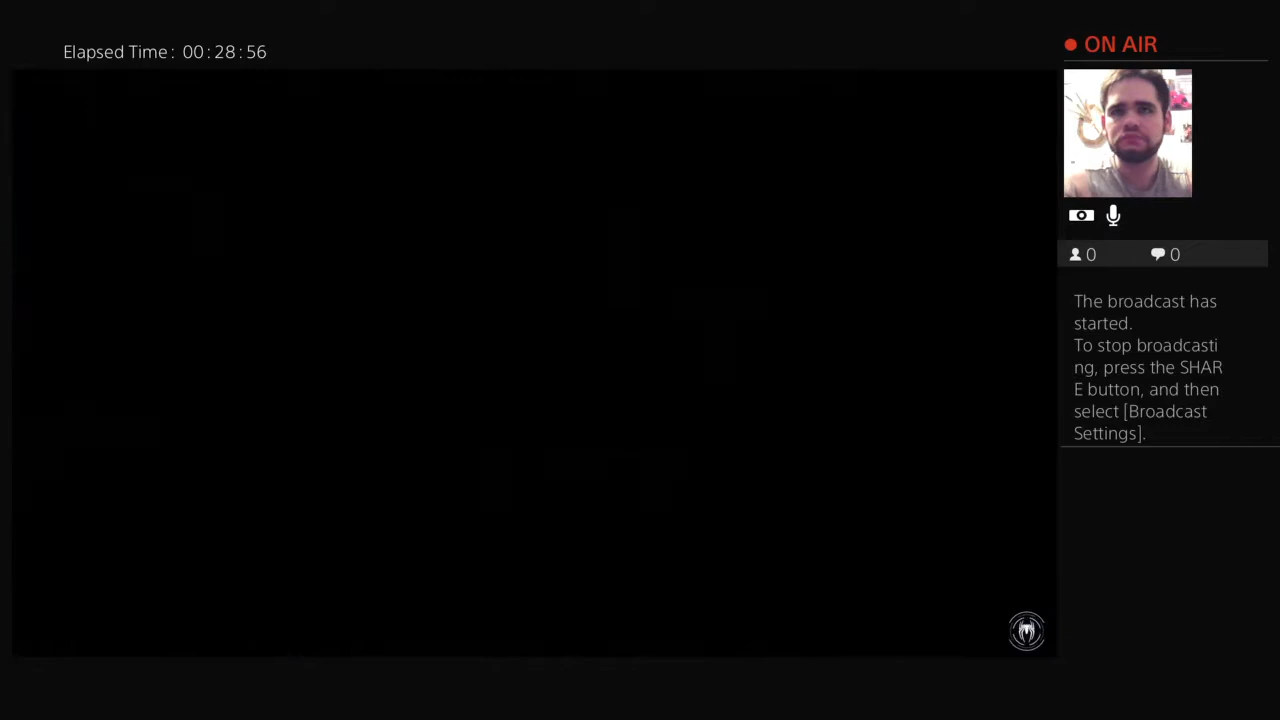 Elapsed Time: 00:28:56
ON AIR
0 0
The broadcast has
started.
To stop broadcasti
ng, press the SHAR
E button, and then
select [Broadcast
Settings].